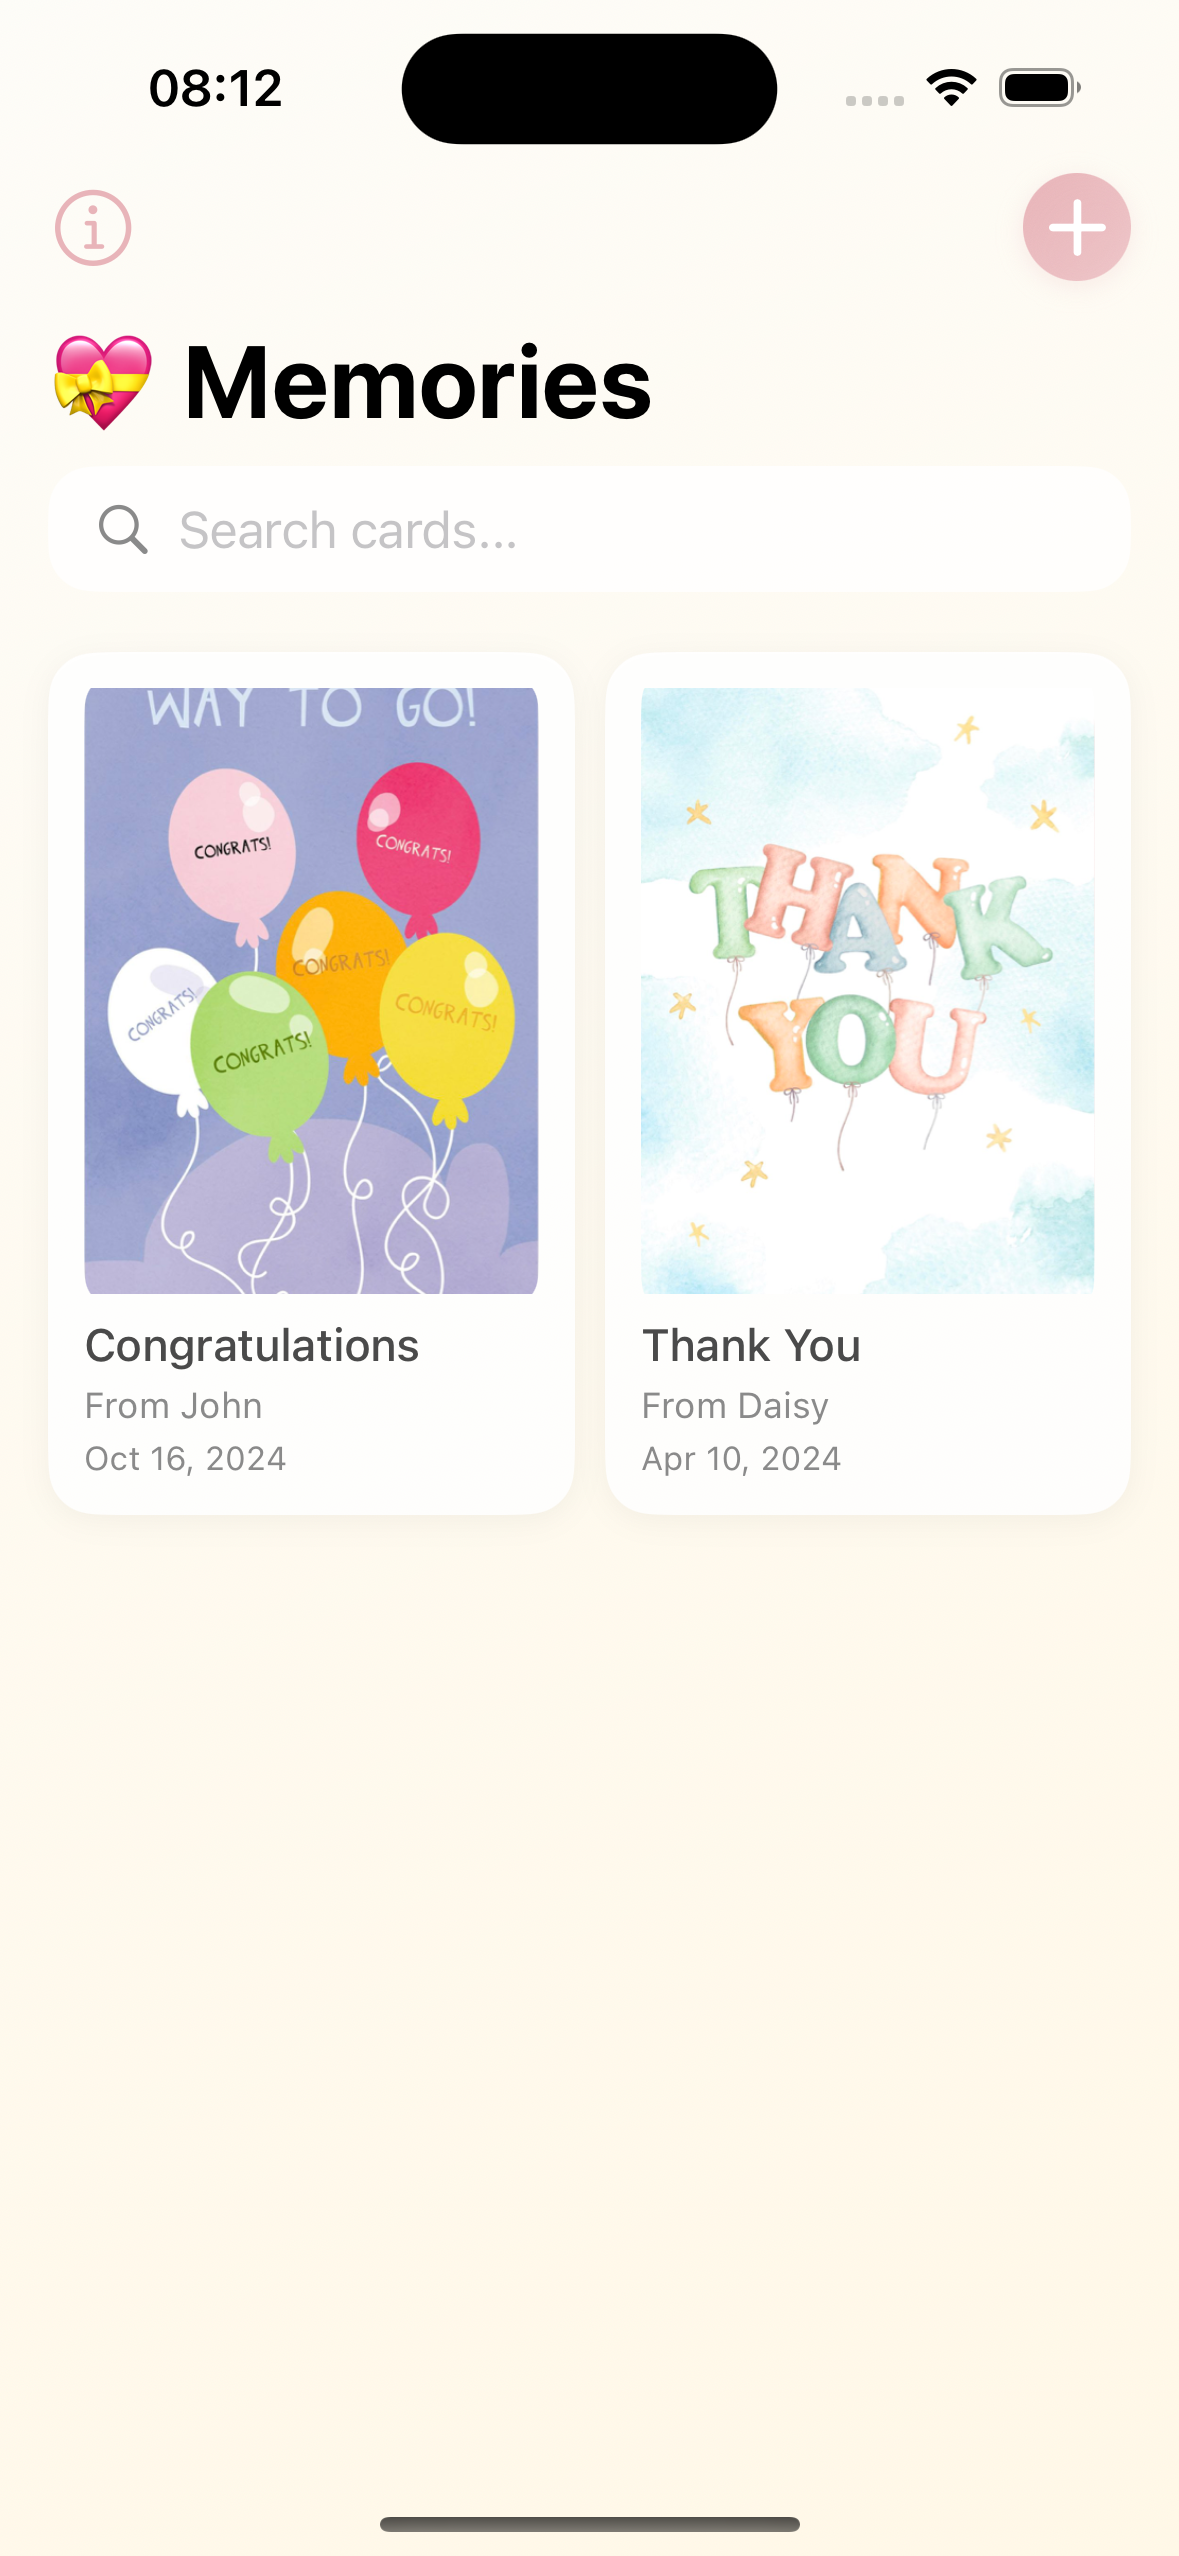 08:12
💝 Memories
Search cards...
WAY TO GO!
CONGRATS!
CONGRATS!
CONGRATS!
CONGRATS!
CONGRATS!
CONGRATS!
THANK
YOU
Congratulations
From John
Oct 16, 2024
Thank You
From Daisy
Apr 10, 2024